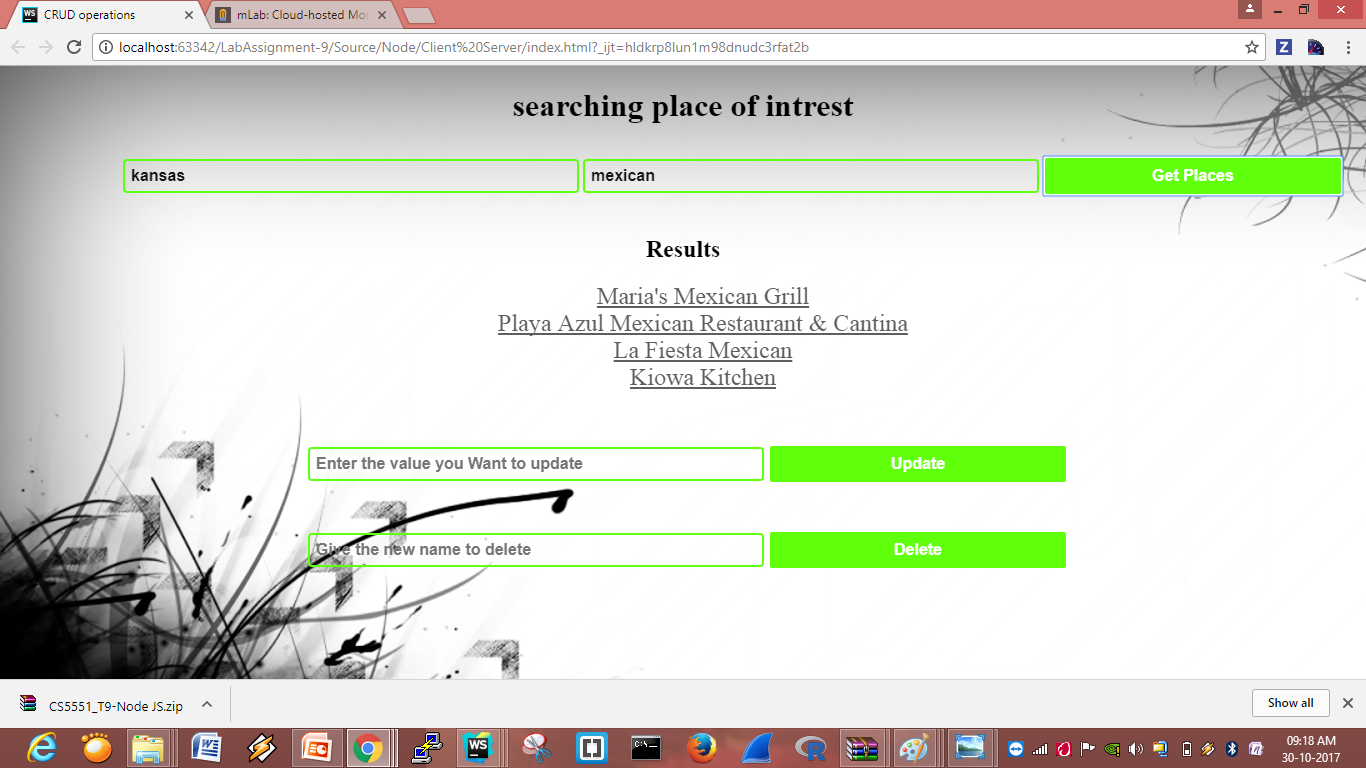 CRUD operations
mLab: Cloud-hosted Mo
localhost:63342/LabAssignment-9/Source/Node/Client%20Server/index.html?_ijt=hldkrp8lun1m98dnudc3rfat2b
searching place of intrest
kansas
mexican
Get Places
Results
Maria's Mexican Grill
Playa Azul Mexican Restaurant & Cantina
La Fiesta Mexican
Kiowa Kitchen
Enter the value you Want to update
Update
Give the new name to delete
Delete
CS5551_T9-Node JS.zip
Show all
09:18 AM
30-10-2017